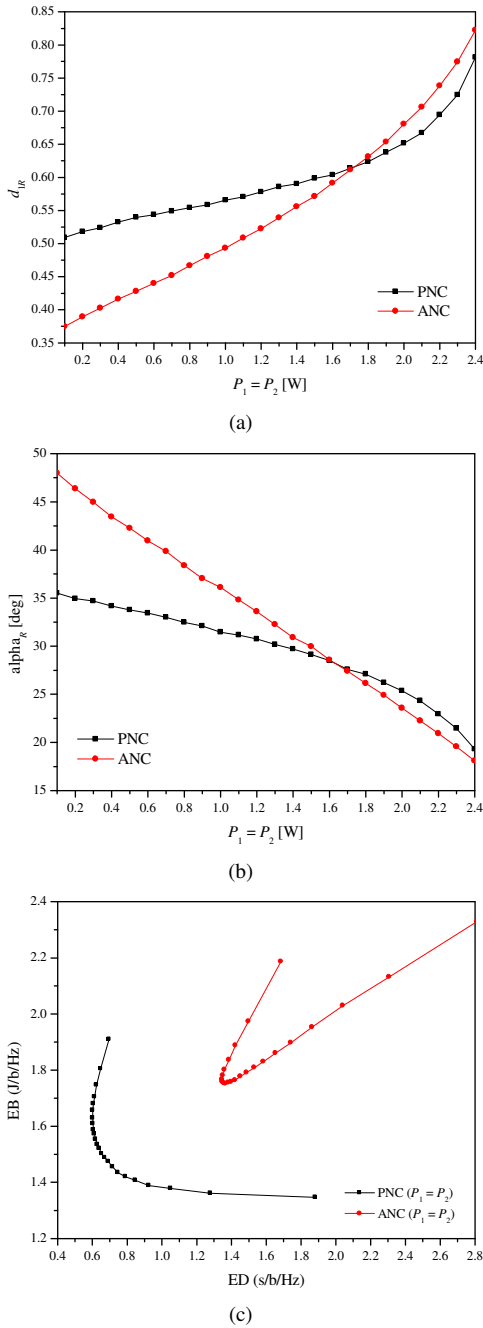 0.85
0.80
0.75
0.70
0.65
0.60
0.55
0.50
0.45
0.40
0.35
d1R
PNC
ANC
0.2 0.4 0.6 0.8 1.0 1.2 1.4 1.6 1.8 2.0 2.2 2.4
P1 = P2 [W]
(a)
50
45
40
35
30
25
20
15
alphaR [deg]
PNC
ANC
0.2 0.4 0.6 0.8 1.0 1.2 1.4 1.6 1.8 2.0 2.2 2.4
P1 = P2 [W]
(b)
2.4
2.2
2.0
1.8
1.6
1.4
1.2
EB (J/b/Hz)
PNC (P1 = P2)
ANC (P1 = P2)
0.4 0.6 0.8 1.0 1.2 1.4 1.6 1.8 2.0 2.2 2.4 2.6 2.8
ED (s/b/Hz)
(c)